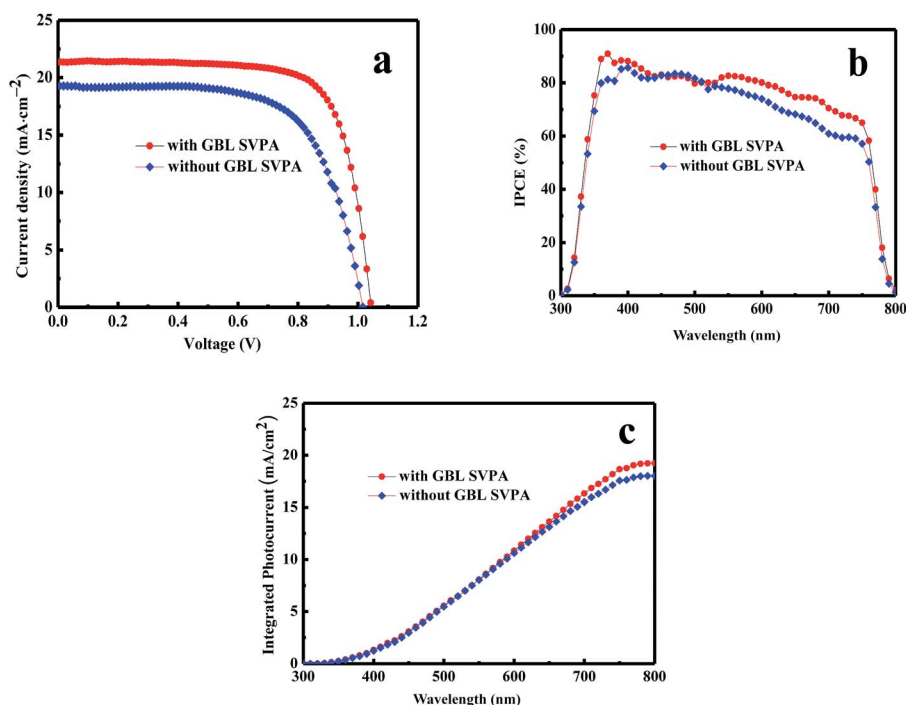 a
Current density (mA·cm⁻²)
25
20
15
10
5
0
with GBL SVPA
without GBL SVPA
0.0 0.2 0.4 0.6 0.8 1.0 1.2
Voltage (V)
b
IPCE (%)
100
80
60
40
20
0
with GBL SVPA
without GBL SVPA
300 400 500 600 700 800
Wavelength (nm)
c
Integrated Photocurrent (mA/cm²)
25
20
15
10
5
0
with GBL SVPA
without GBL SVPA
300 400 500 600 700 800
Wavelength (nm)